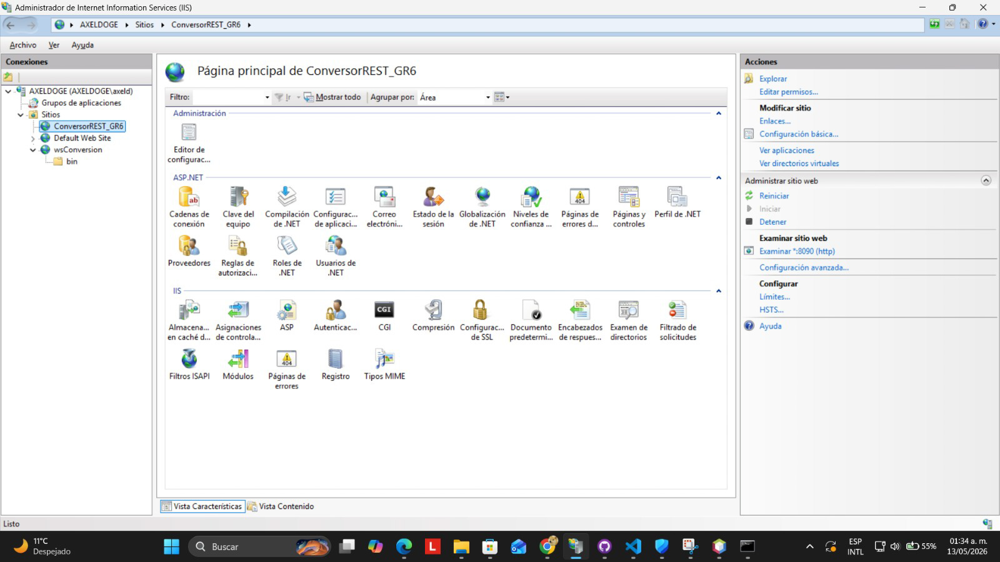 Administrador de Internet Information Services (IIS)
AXELDOGE
Sitios
ConversorREST_GR6
Archivo
Ver
Ayuda
Conexiones
AXELDOGE (AXELDOGE\axeld)
Grupos de aplicaciones
Sitios
ConversorREST_GR6
Default Web Site
wsConversion
bin
Página principal de ConversorREST_GR6
Filtro:
Ir
Mostrar todo
Agrupar por:
Área
Administración
Editor de
configurac...
ASP.NET
Cadenas de
conexión
Clave del
equipo
Compilación
de .NET
Configurac...
de aplicaci...
Correo
electróni...
Estado de la
sesión
Globalización
de .NET
Niveles de
confianza ...
Páginas de
errores d...
Páginas y
controles
Perfil de .NET
Proveedores
Reglas de
autorizaci...
Roles de
.NET
Usuarios de
.NET
IIS
Almacena...
en caché d...
Asignaciones
de controla...
ASP
Autenticac...
CGI
CGI
Compresión
Configurac...
de SSL
Documento
predetermi...
Encabezados
de respues...
Examen de
directorios
Filtrado de
solicitudes
Filtros ISAPI
Módulos
Páginas de
errores
Registro
Tipos MIME
Vista Características
Vista Contenido
Acciones
Explorar
Editar permisos...
Modificar sitio
Enlaces...
Configuración básica...
Ver aplicaciones
Ver directorios virtuales
Administrar sitio web
Reiniciar
Iniciar
Detener
Examinar sitio web
Examinar *:8090 (http)
Configuración avanzada...
Configurar
Límites...
HSTS...
Ayuda
Listo
11°C
Despejado
Buscar
L
ESP
INTL
55%
01:34 a. m.
13/05/2026